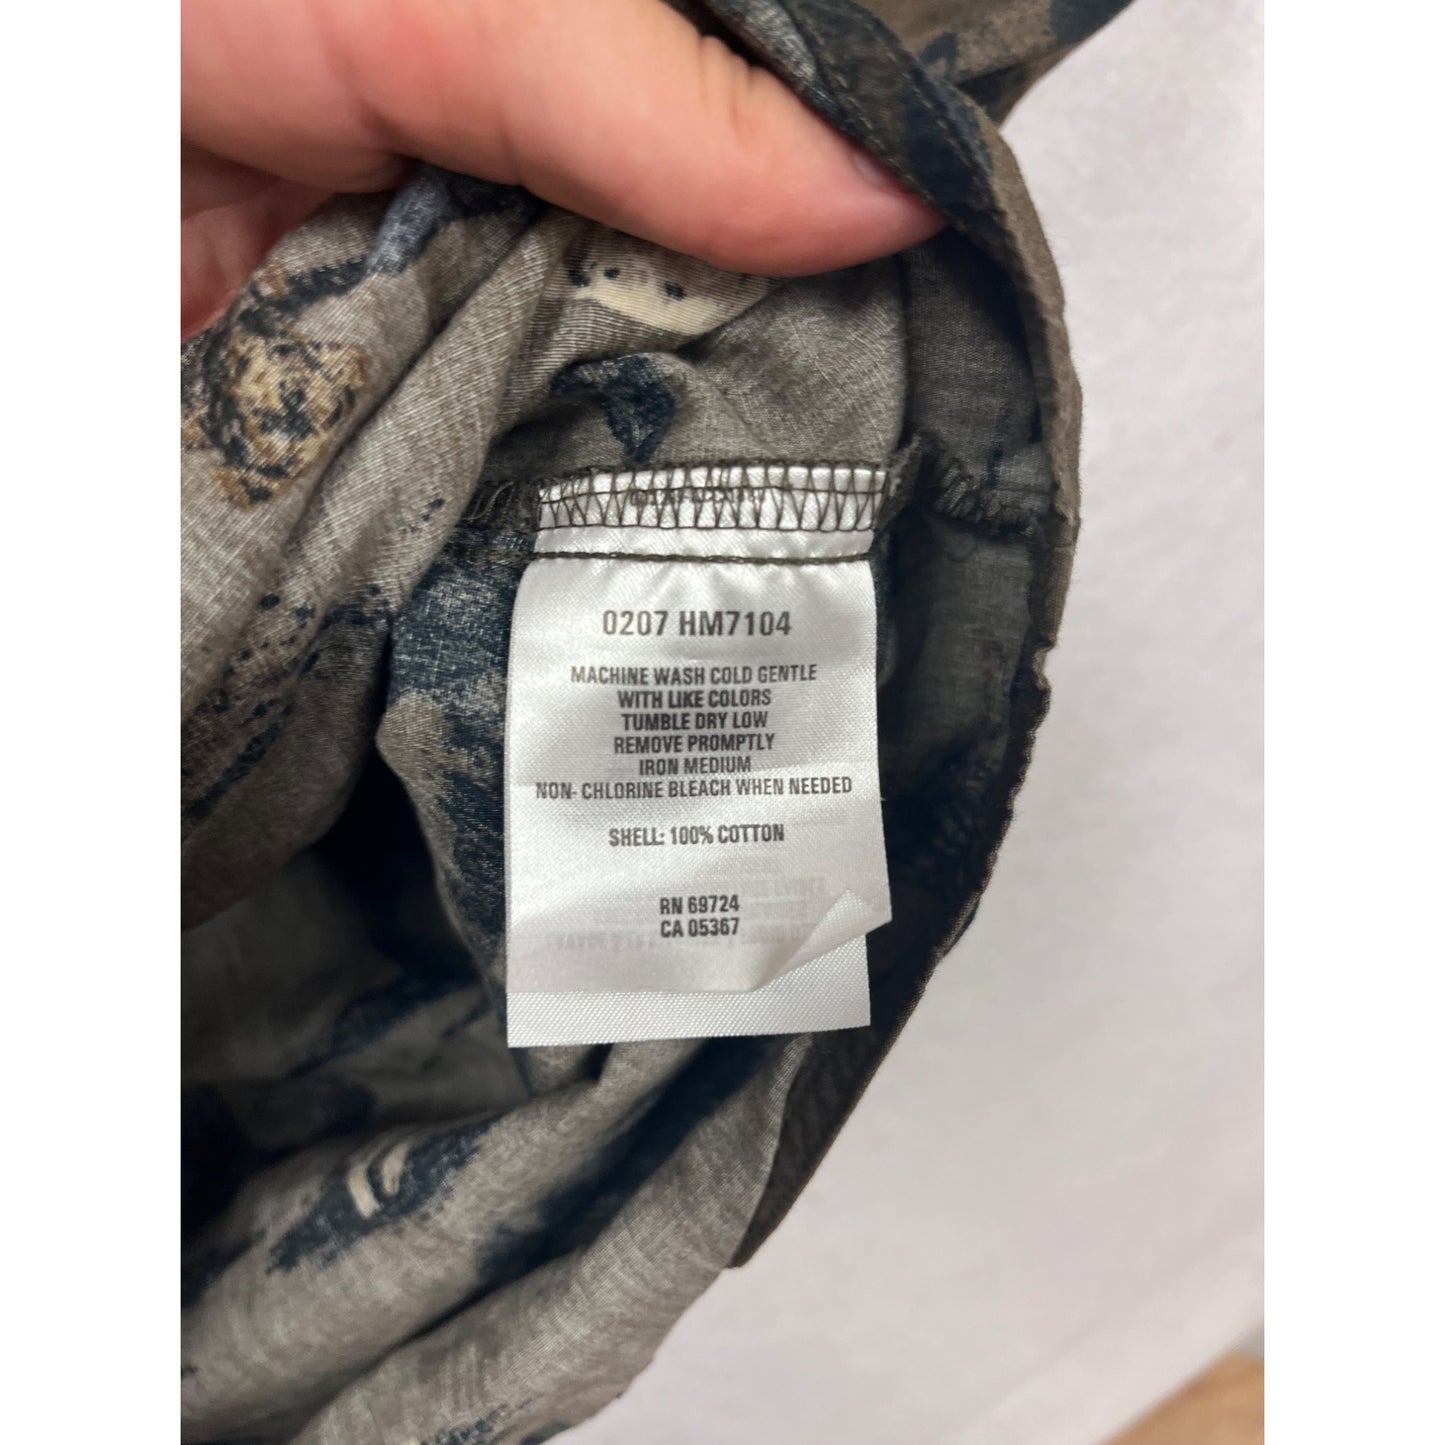 0207 HM7104
MACHINE WASH COLD GENTLE
WITH LIKE COLORS
TUMBLE DRY LOW
REMOVE PROMPTLY
IRON MEDIUM
NON- CHLORINE BLEACH WHEN NEEDED
SHELL: 100% COTTON
RN 69724
CA 05367